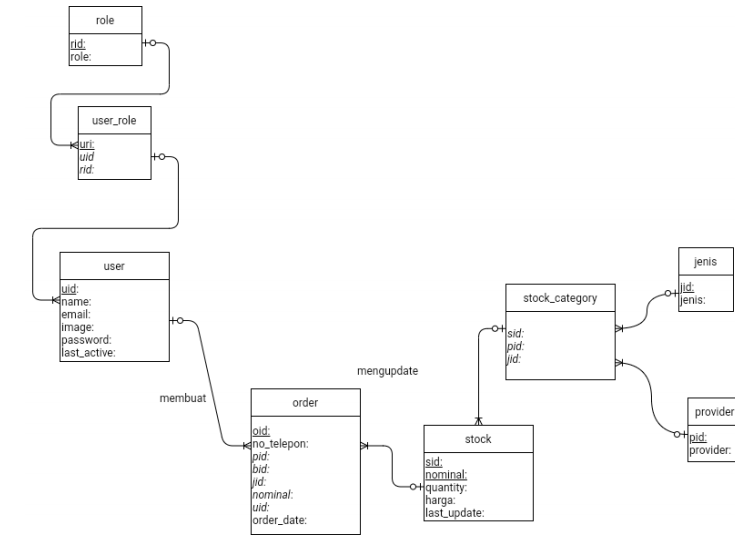 role
rid:
role:
user_role
uri:
uid
rid:
user
uid:
name:
email:
image:
password:
last_active:
membuat
order
oid:
no_telepon:
pid:
bid:
jid:
nominal:
uid:
order_date:
mengupdate
stock
sid:
nominal:
quantity:
harga:
last_update:
stock_category
sid:
pid:
jid:
jenis
jid:
jenis:
provider
pid:
provider: